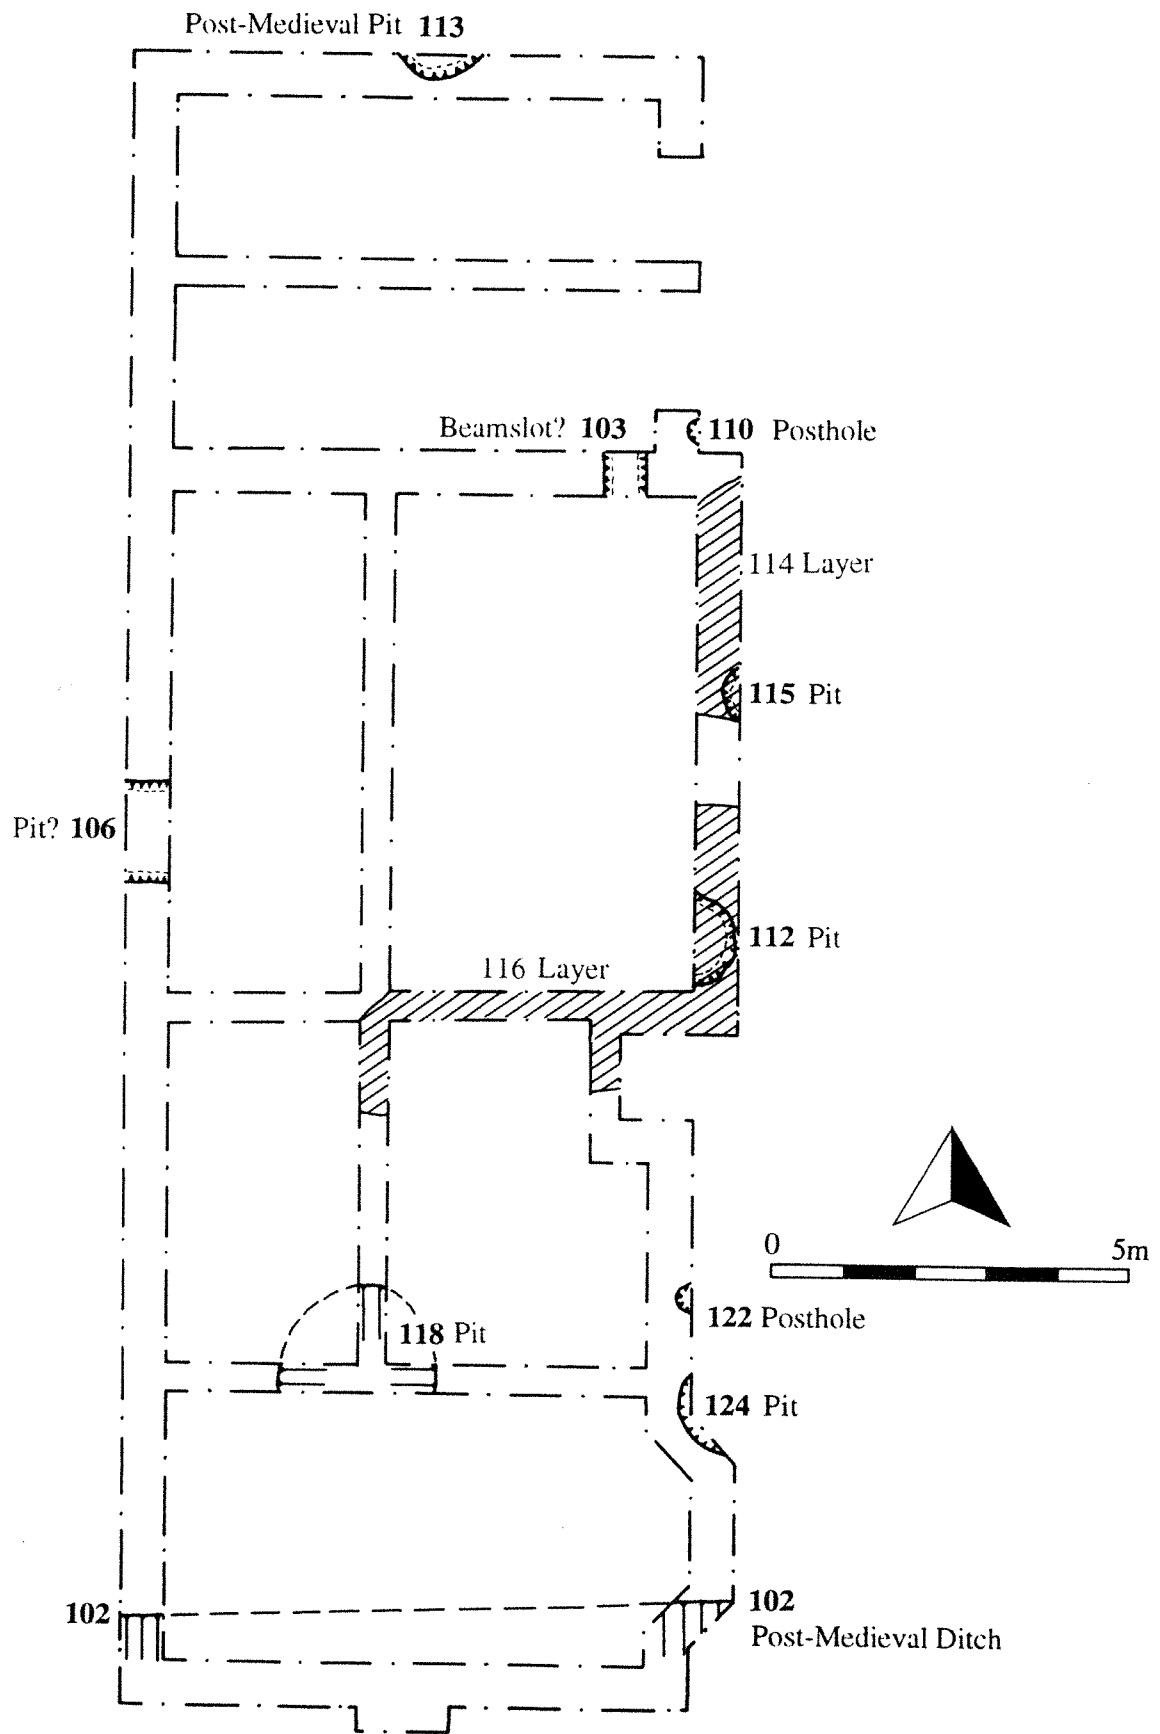 Post-Medieval Pit 113
Beamslot? 103
110 Posthole
114 Layer
115 Pit
Pit? 106
112 Pit
116 Layer
0
5m
122 Posthole
118 Pit
124 Pit
102
102
Post-Medieval Ditch